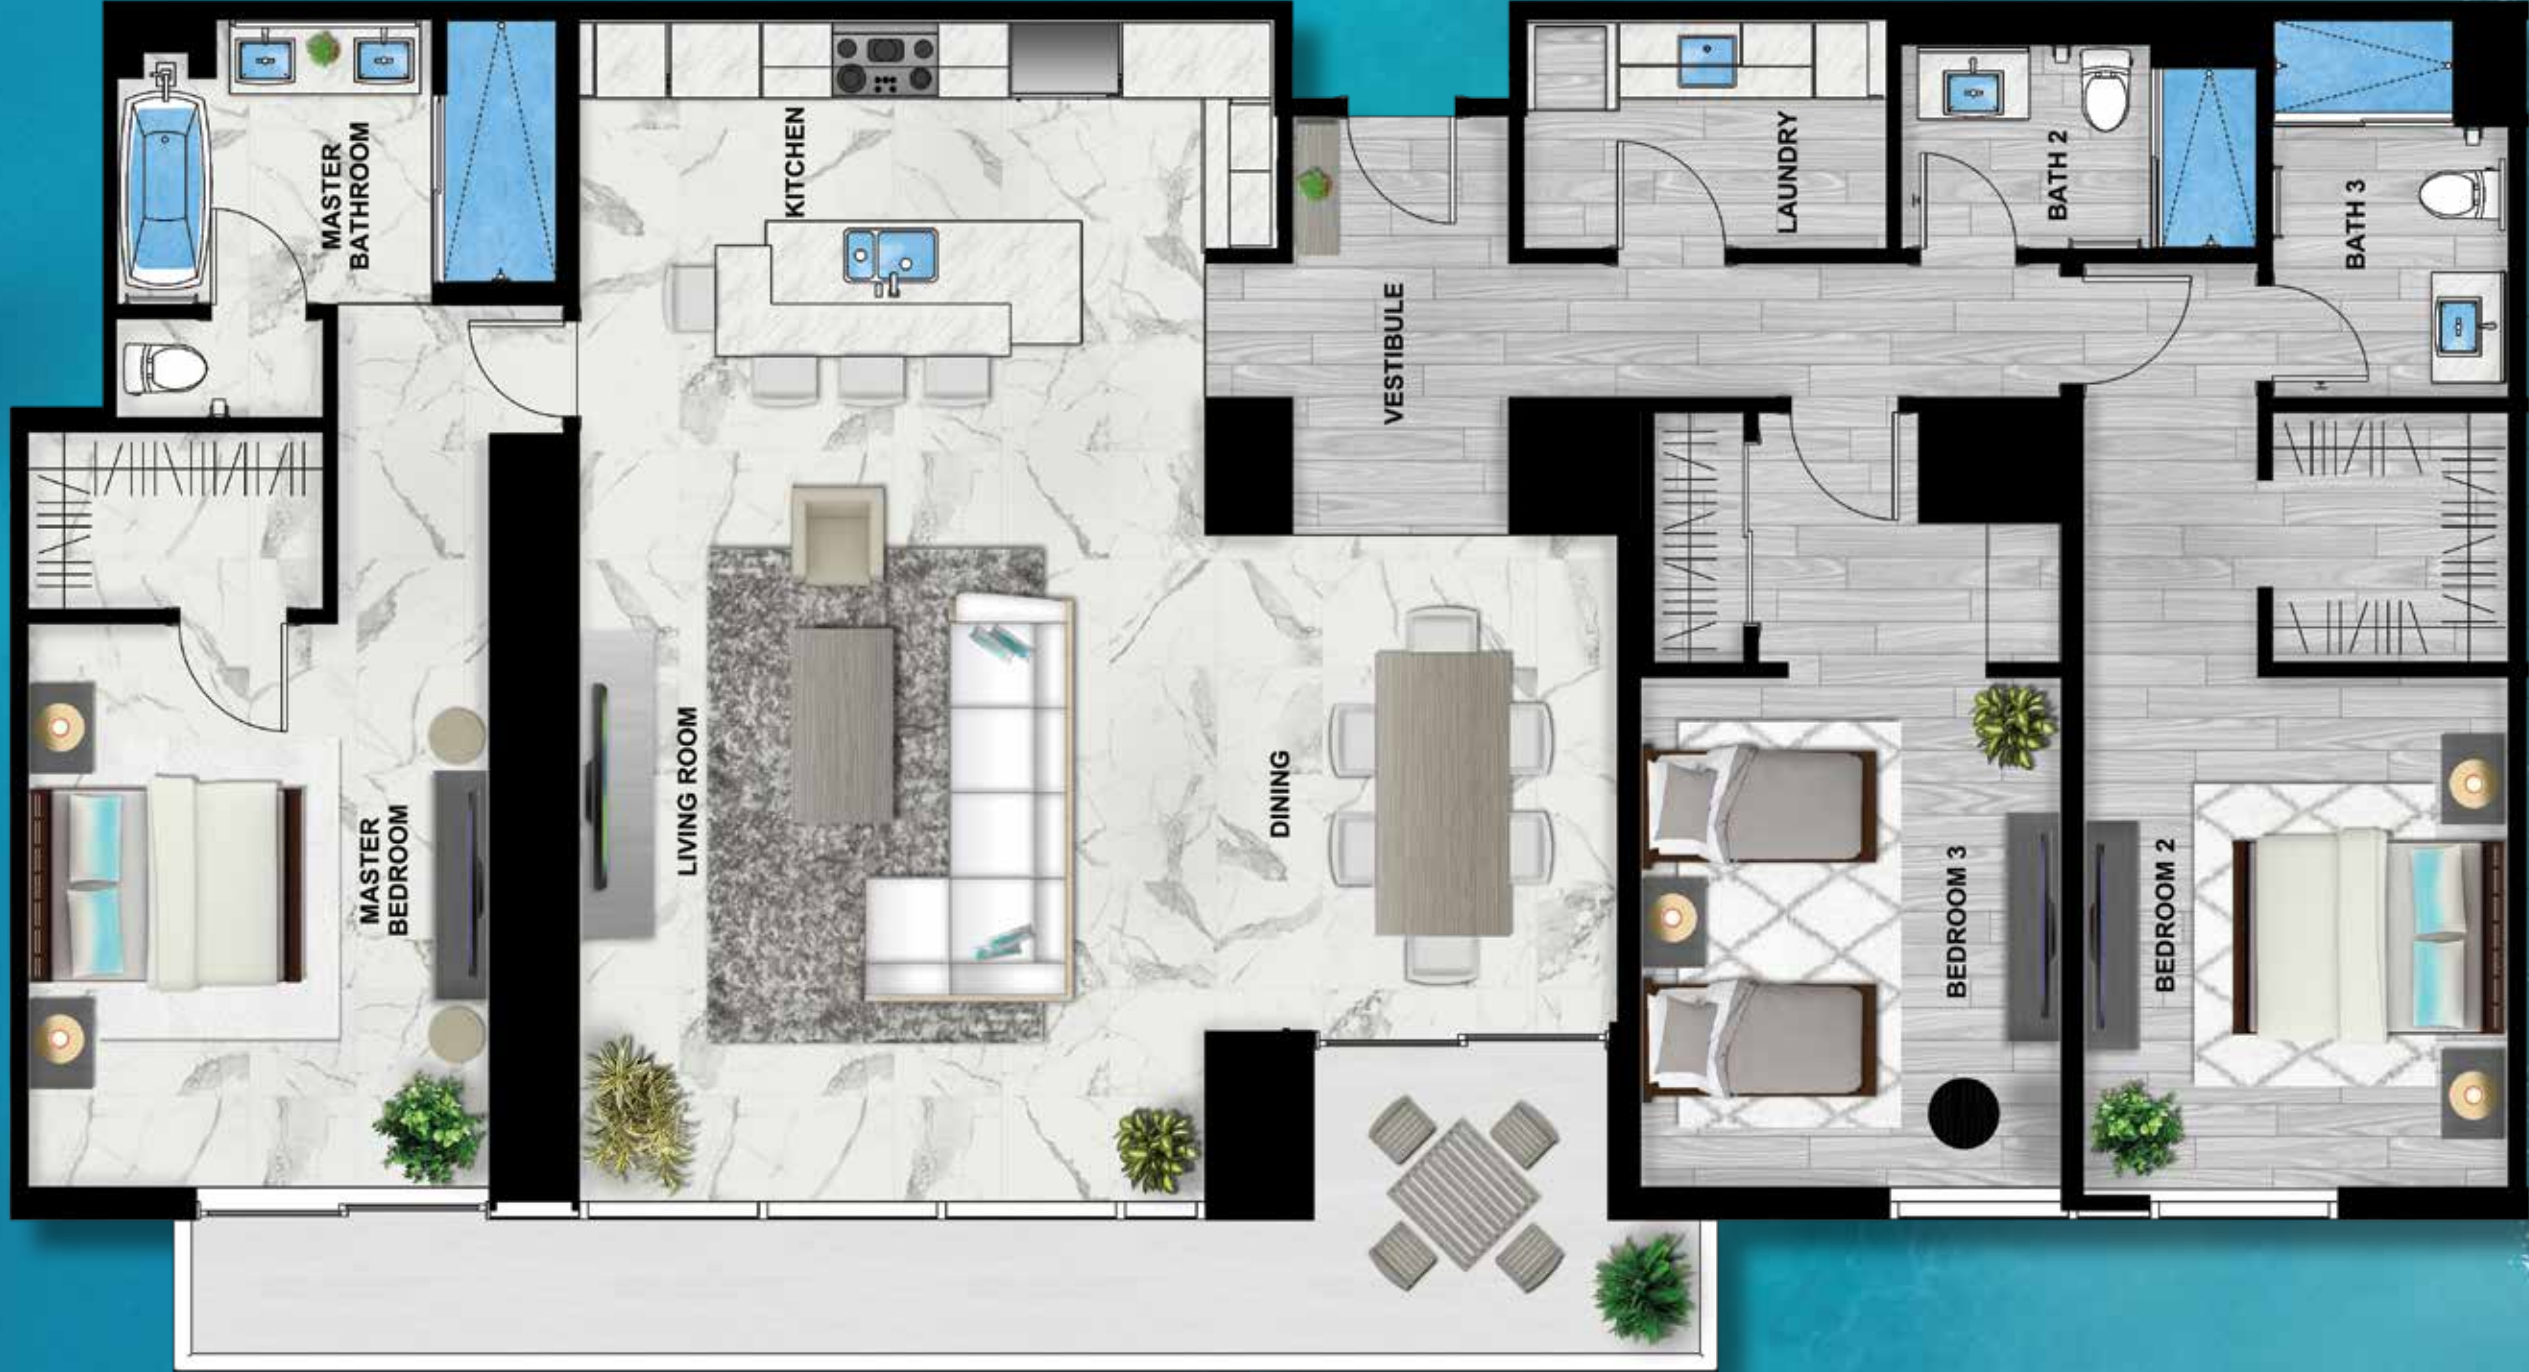 MASTER
BATHROOM
KITCHEN
LAUNDRY
BATH 2
BATH 3
VESTIBULE
MASTER
BEDROOM
LIVING ROOM
DINING
BEDROOM 3
BEDROOM 2